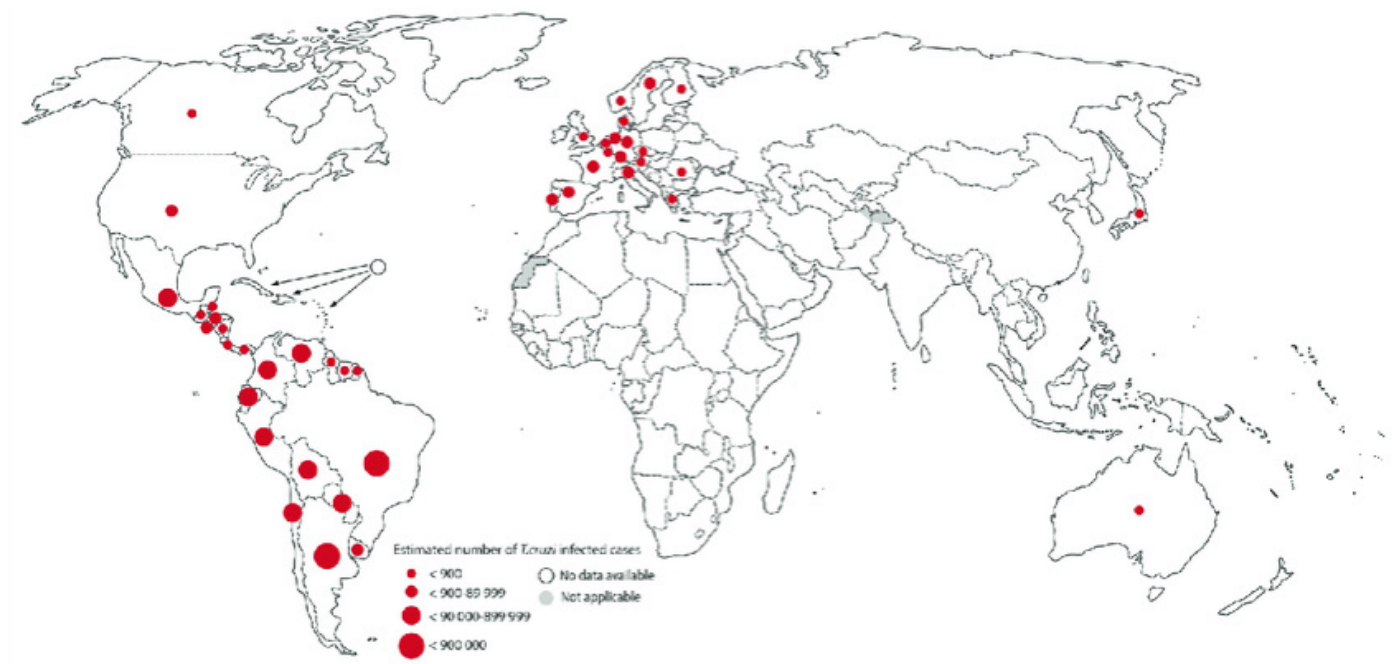 Estimated number of T.cruzi infected cases
< 900
< 900-89 999
< 90 000-899 999
< 900 000
No data available
Not applicable